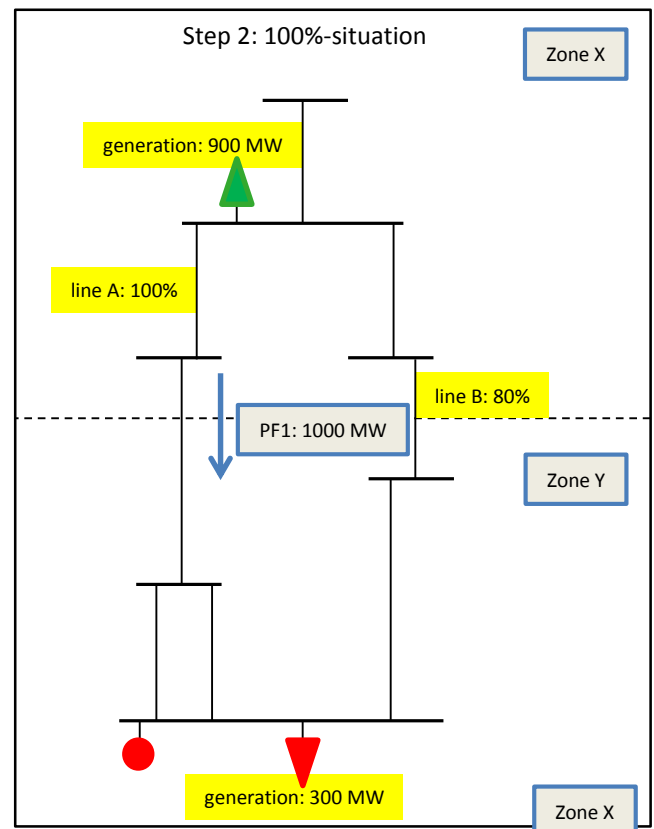 Step 2: 100%-situation
Zone X
generation: 900 MW
line A: 100%
line B: 80%
PF1: 1000 MW
Zone Y
generation: 300 MW
Zone X